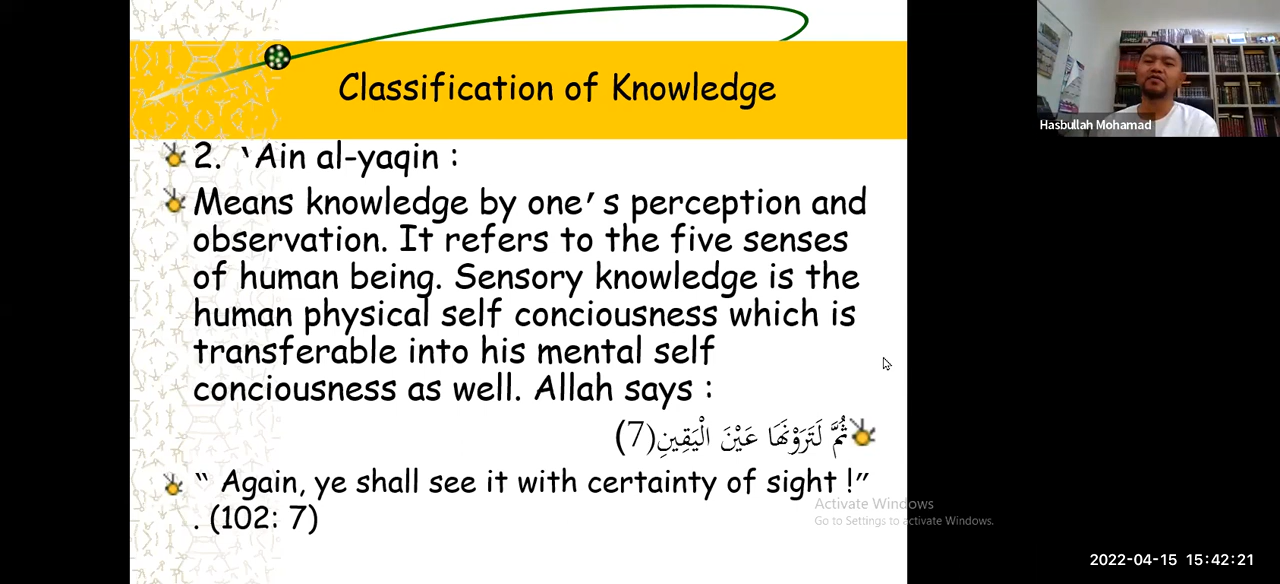 Classification of Knowledge
2. ‛Ain al-yaqin :
Means knowledge by one’s perception and
observation. It refers to the five senses
of human being. Sensory knowledge is the
human physical self conciousness which is
transferable into his mental self
conciousness as well. Allah says :
ثُمَّ لَتَرَوُنَّهَا عَيْنَ الْيَقِينِ(7)
“ Again, ye shall see it with certainty of sight !”
. (102: 7)
Hasbullah Mohamad
Activate Windows
Go to Settings to activate Windows.
2022-04-15 15:42:21